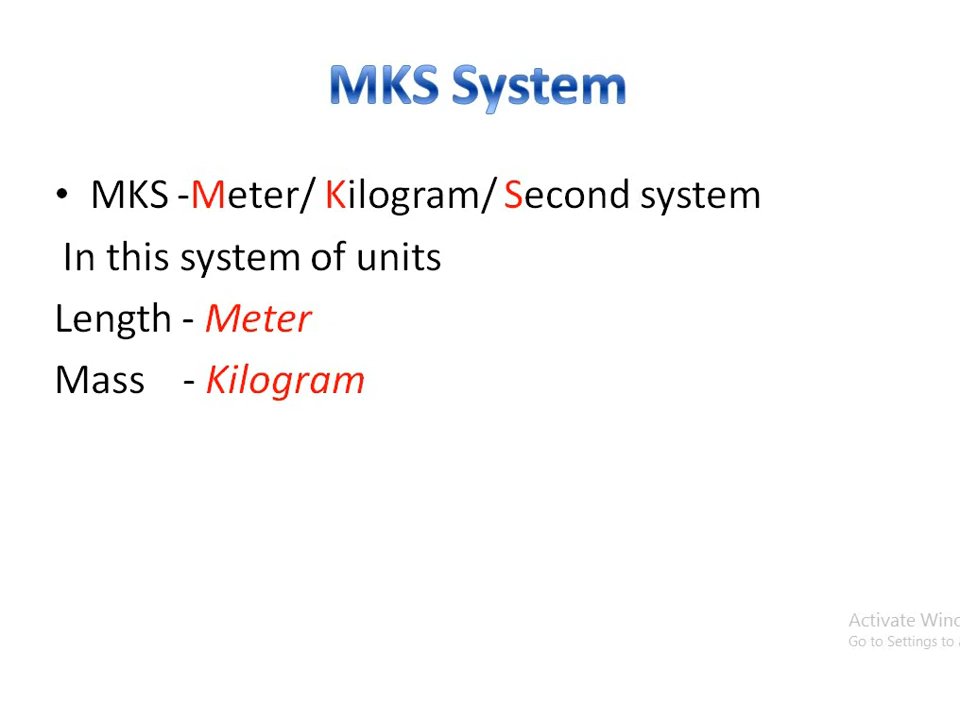 MKS System
• MKS -Meter/ Kilogram/ Second system
In this system of units
Length - Meter
Mass - Kilogram
Activate
Go to Settings to